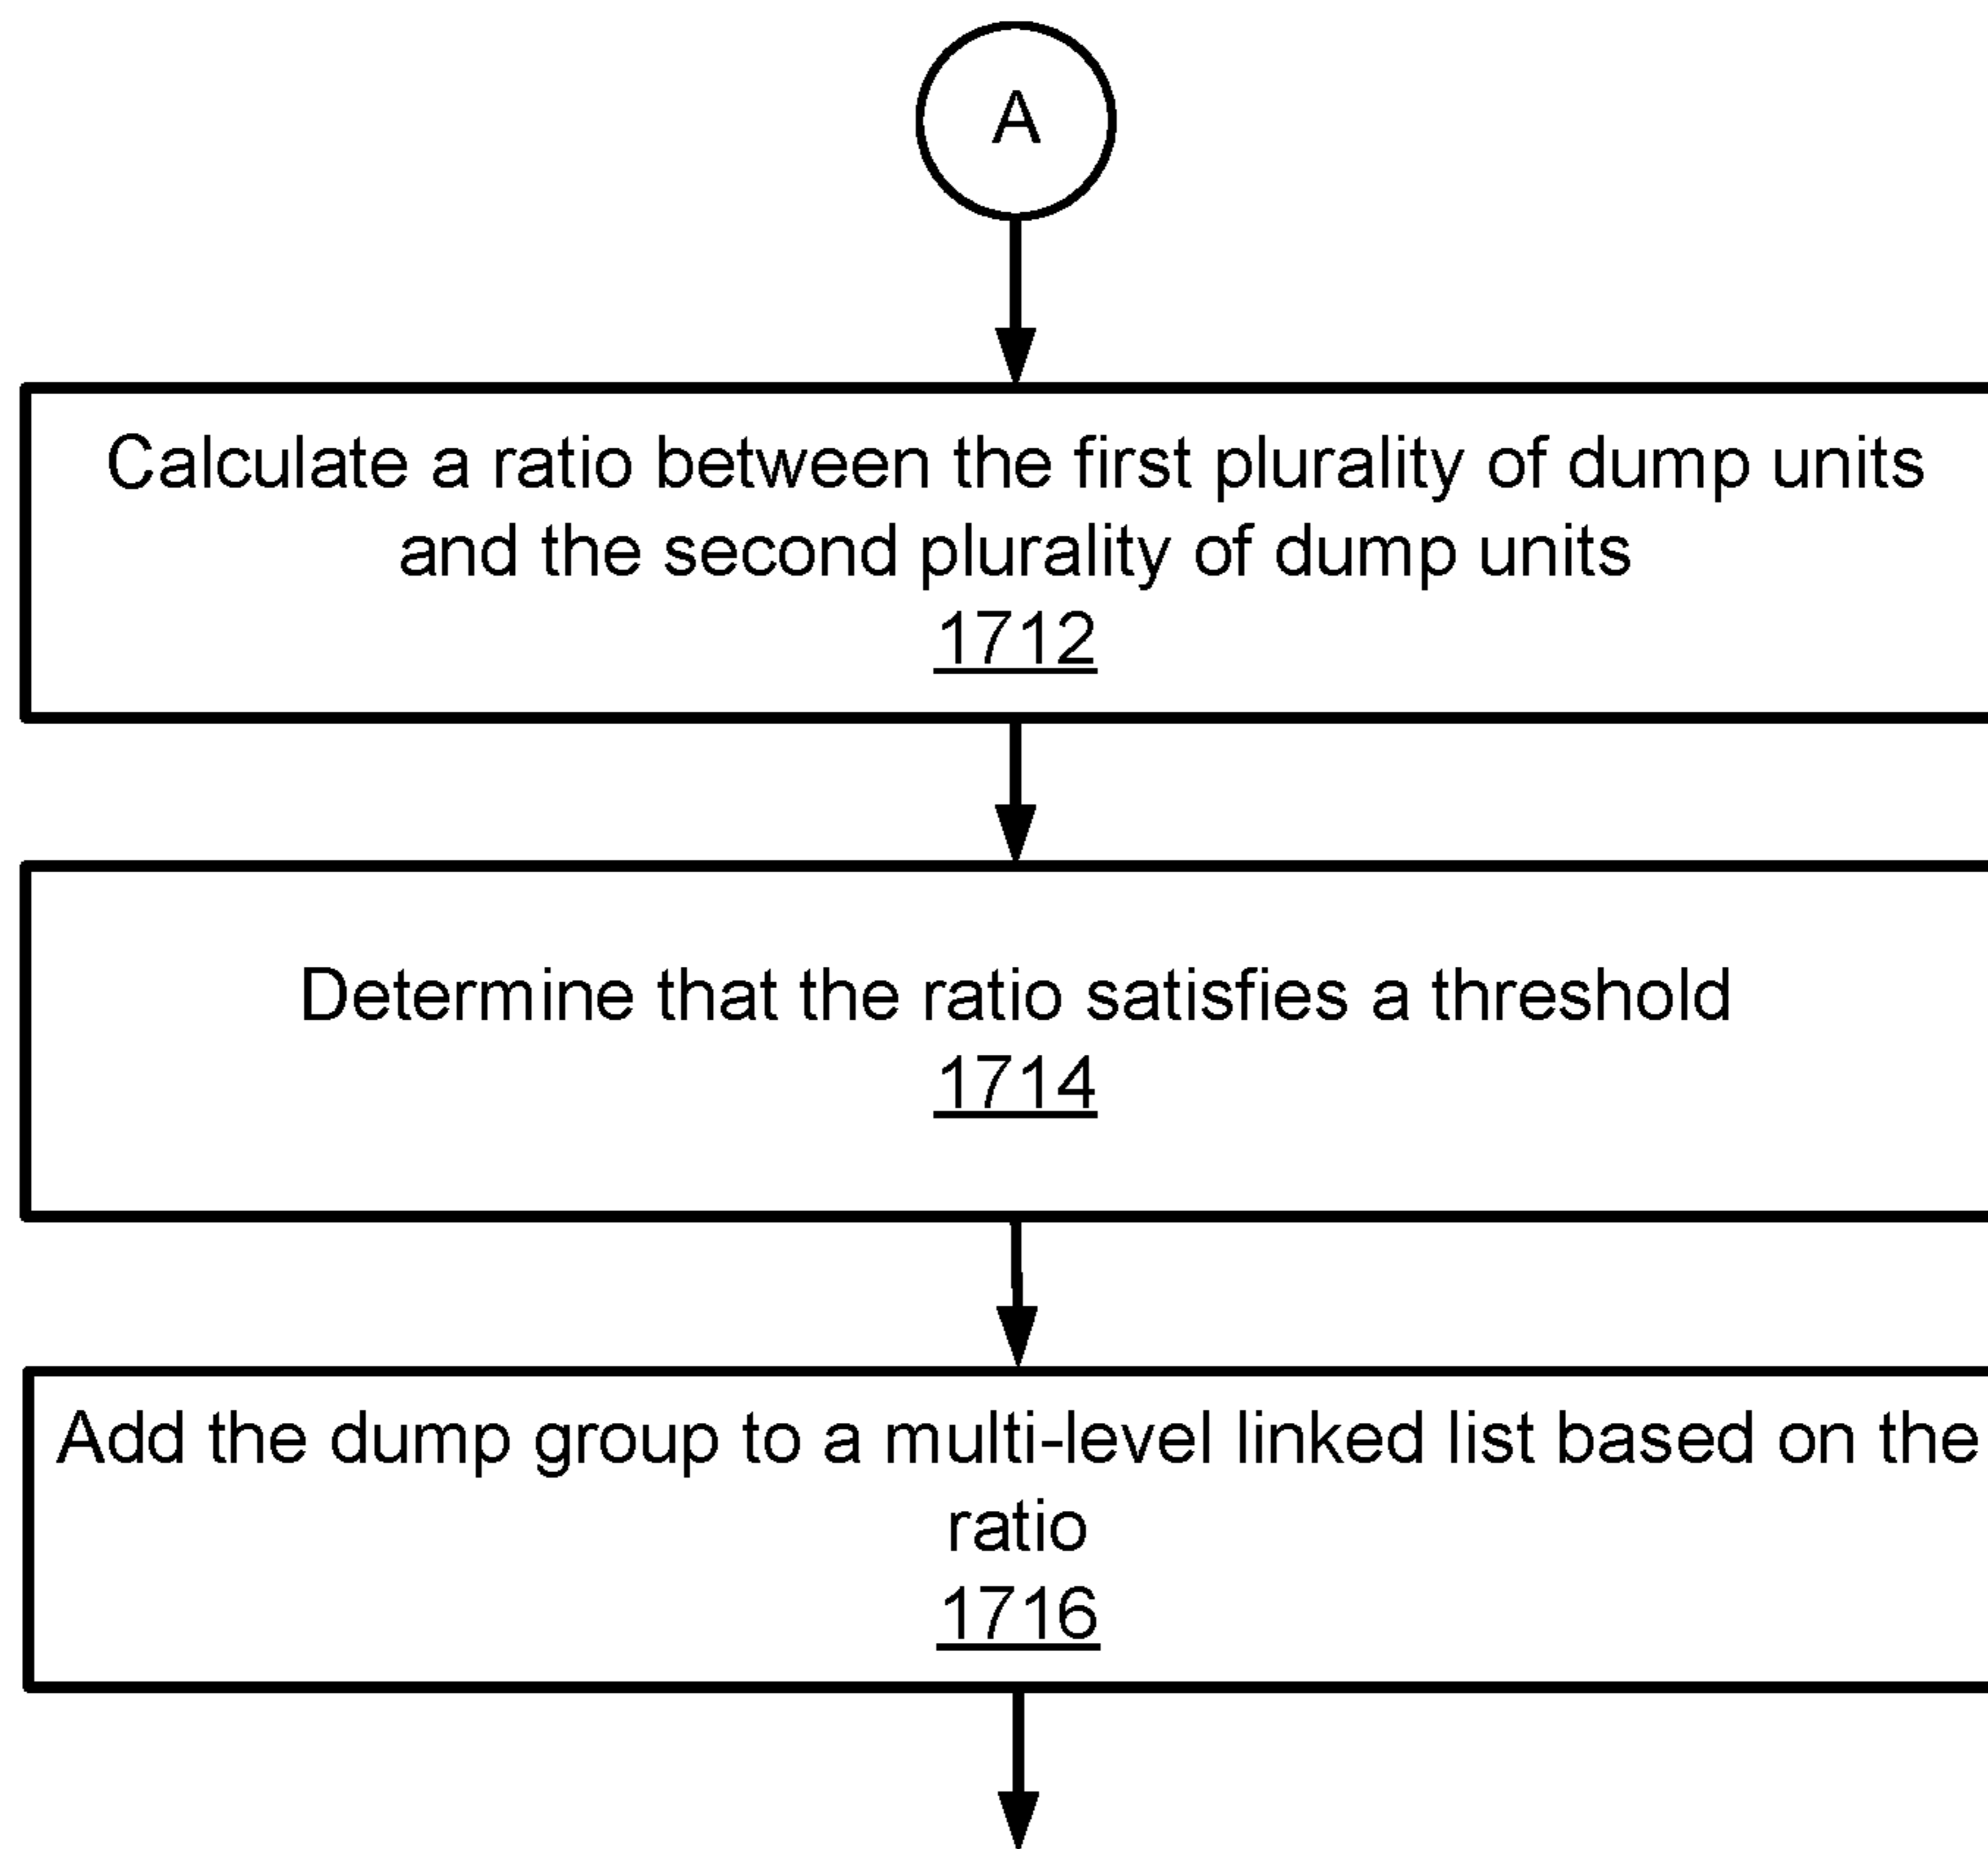 A
Calculate a ratio between the first plurality of dump units
and the second plurality of dump units
1712
Determine that the ratio satisfies a threshold
1714
Add the dump group to a multi-level linked list based on the
ratio
1716